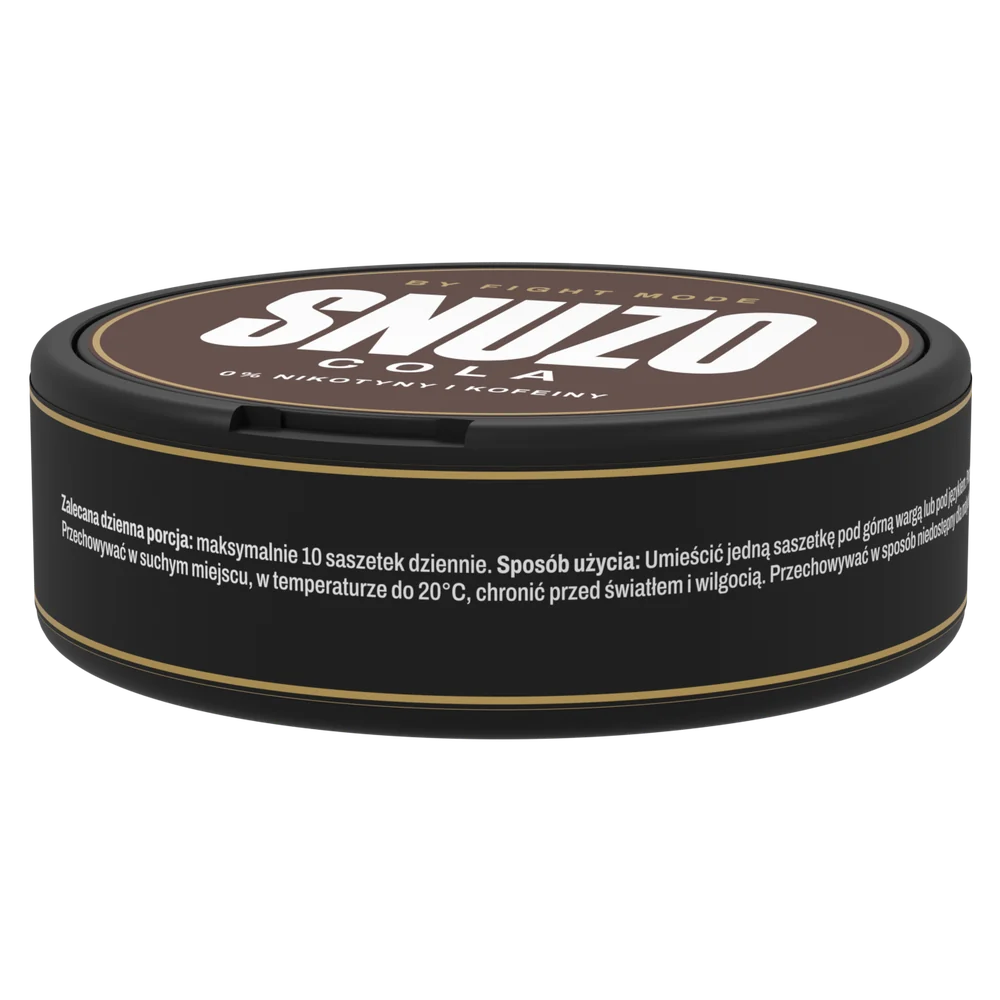 BY FIGHT MODE
SNUZO
COLA
0% NIKOTYNY I KOFEINY
Zalecana dzienna porcja: maksymalnie 10 saszetek dziennie. Sposób użycia: Umieścić jedną saszetkę pod górną wargą lub pod językiem
Przechowywać w suchym miejscu, w temperaturze do 20°C, chronić przed światłem i wilgocią. Przechowywać w sposób niedostępny dla